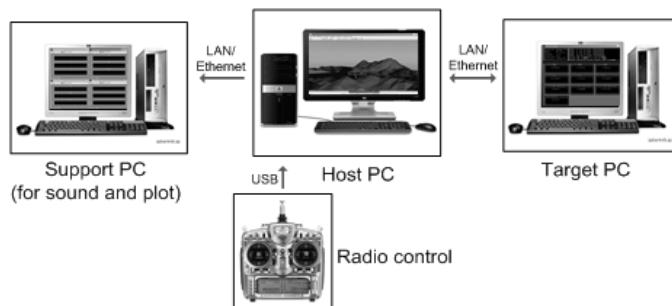 LAN/
Ethernet
LAN/
Ethernet
Support PC
(for sound and plot)
Host PC
Target PC
USB
Radio control